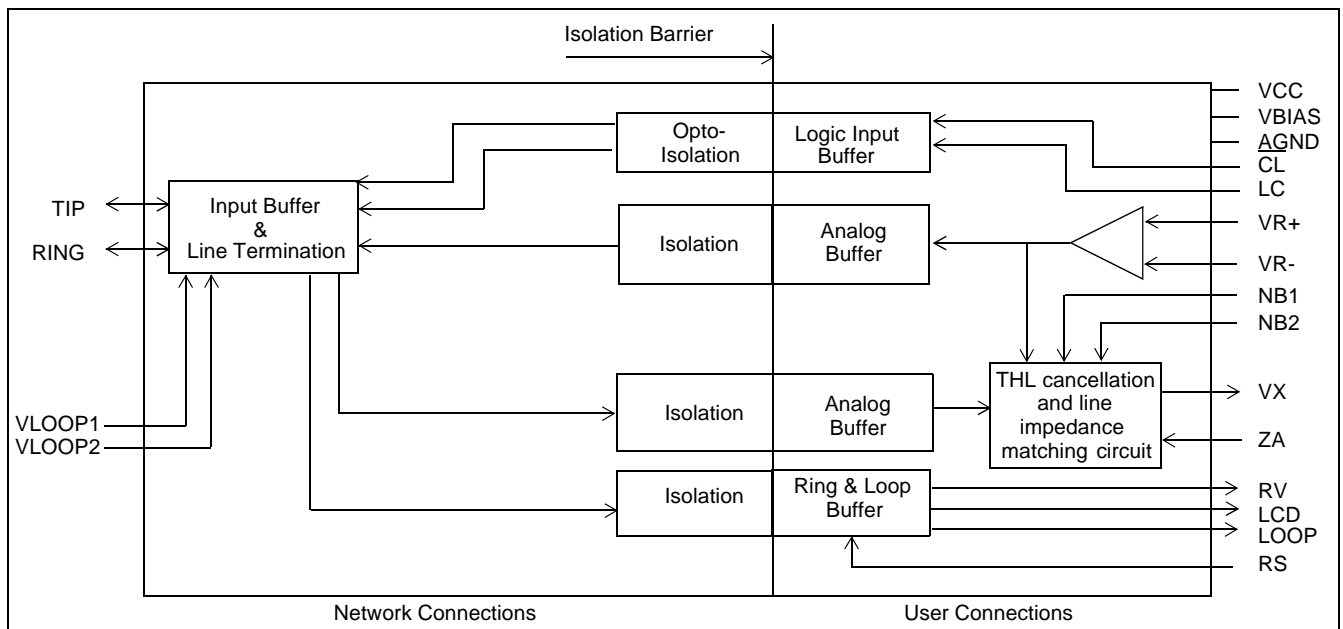 Isolation Barrier
VCC
VBIAS
AGND
CL
LC
VR+
VR-
NB1
NB2
VX
ZA
RV
LCD
LOOP
RS
TIP
RING
VLOOP1
VLOOP2
Input Buffer
&
Line Termination
Opto-
Isolation
Logic Input
Buffer
Isolation
Analog
Buffer
Isolation
Analog
Buffer
THL cancellation
and line
impedance
matching circuit
Isolation
Ring & Loop
Buffer
Network Connections
User Connections